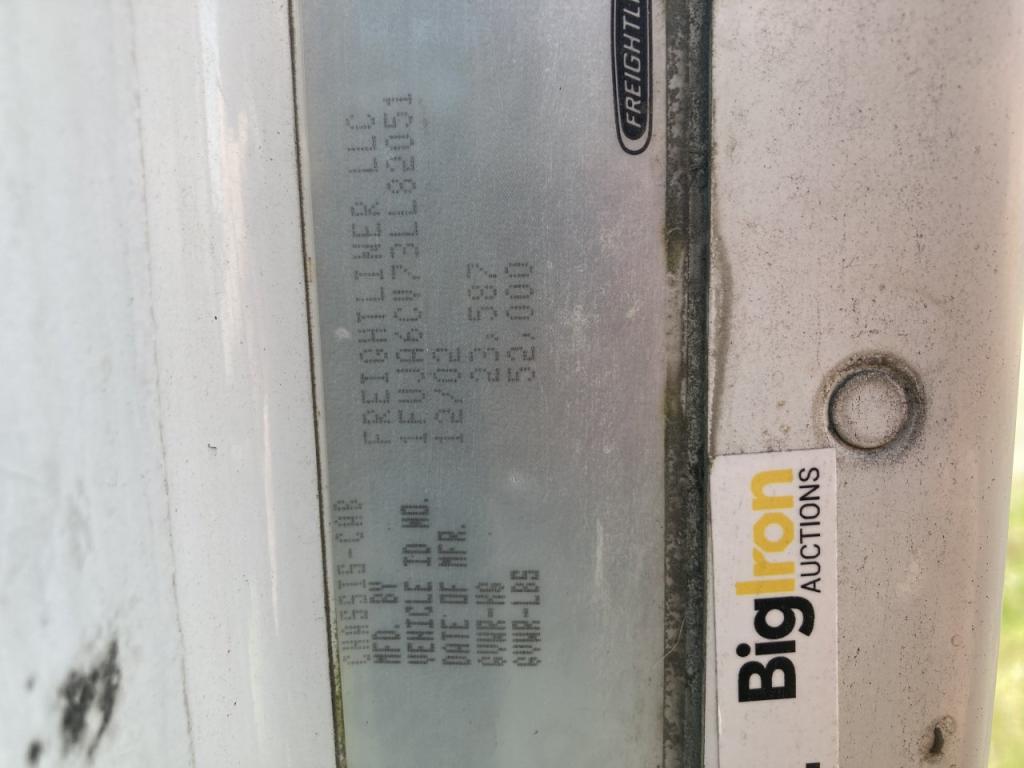 CHASSIS-CAB
MFD. BY FREIGHTLINER LLC
VEHICLE ID NO. 1FUJA6CV73LL82051
DATE OF MFR. 12/02
GVWR-KG 23,587
GVWR-LBS 52,000
FREIGHTL
BigIron
AUCTIONS